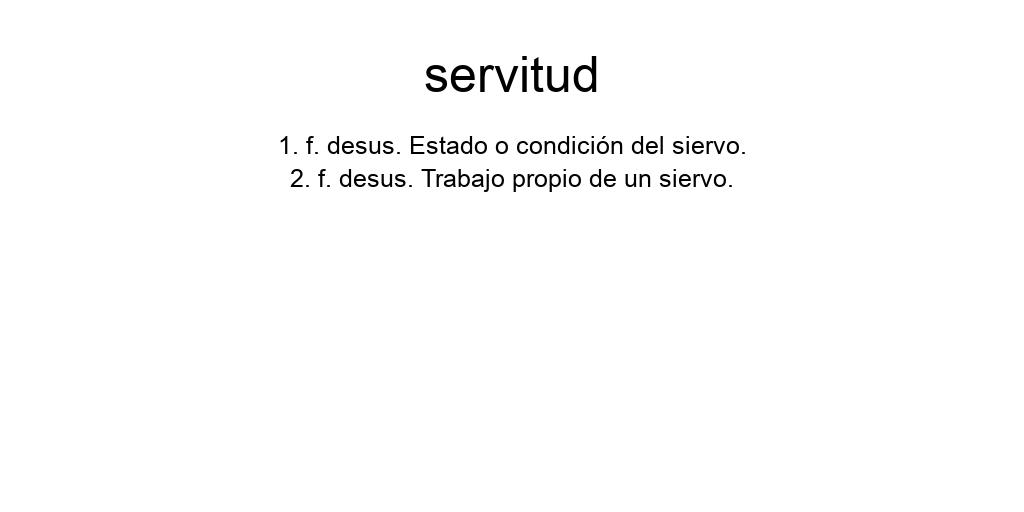 servitud
1. f. desus. Estado o condición del siervo.
2. f. desus. Trabajo propio de un siervo.